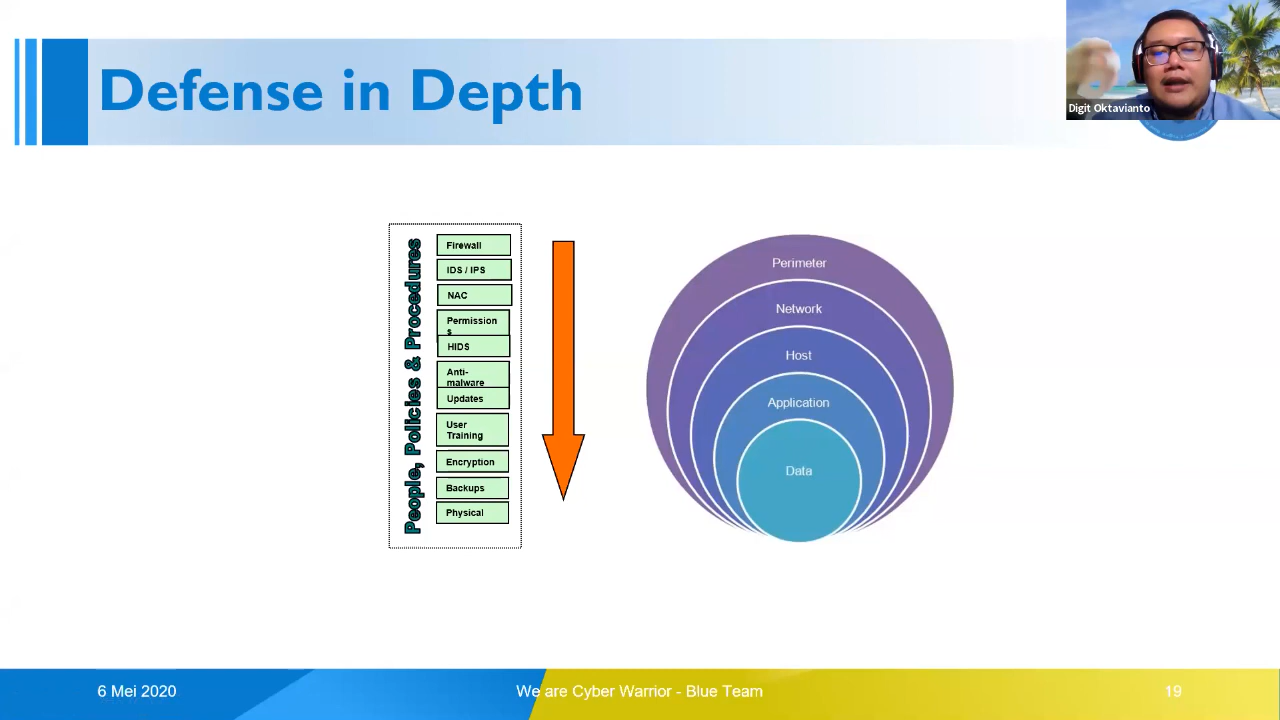 Defense in Depth
Digit Oktavianto
People, Policies & Procedures
Firewall
IDS / IPS
NAC
Permission
s
HIDS
Anti-
malware
Updates
User
Training
Encryption
Backups
Physical
Perimeter
Network
Host
Application
Data
6 Mei 2020
We are Cyber Warrior - Blue Team
19